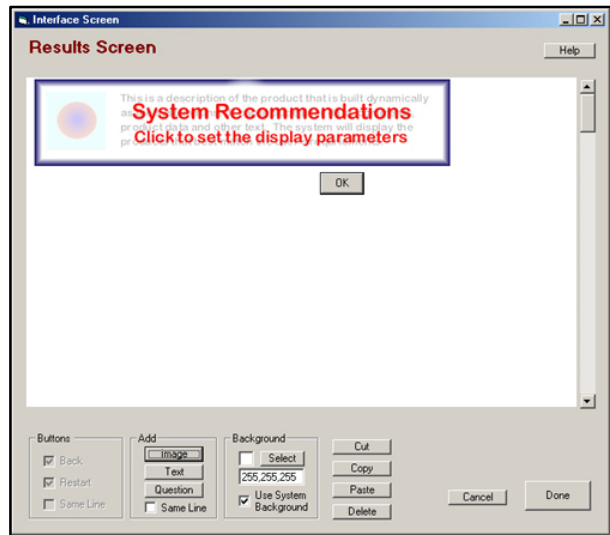 Interface Screen
Results Screen
Help
This is a description of the product that is built dynamically
System Recommendations
product data and other text. The system will display the
Click to set the display parameters
OK
Buttons
Back
Restart
Same Line
Add
Image
Text
Question
Same Line
Background
Select
255,255,255
Use System
Background
Cut
Copy
Paste
Delete
Cancel
Done